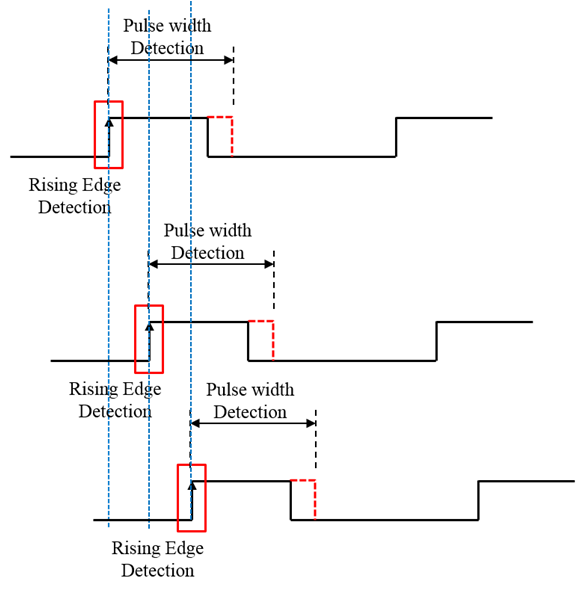 Pulse width
Detection
Rising Edge
Detection
Pulse width
Detection
Rising Edge
Detection
Pulse width
Detection
Rising Edge
Detection